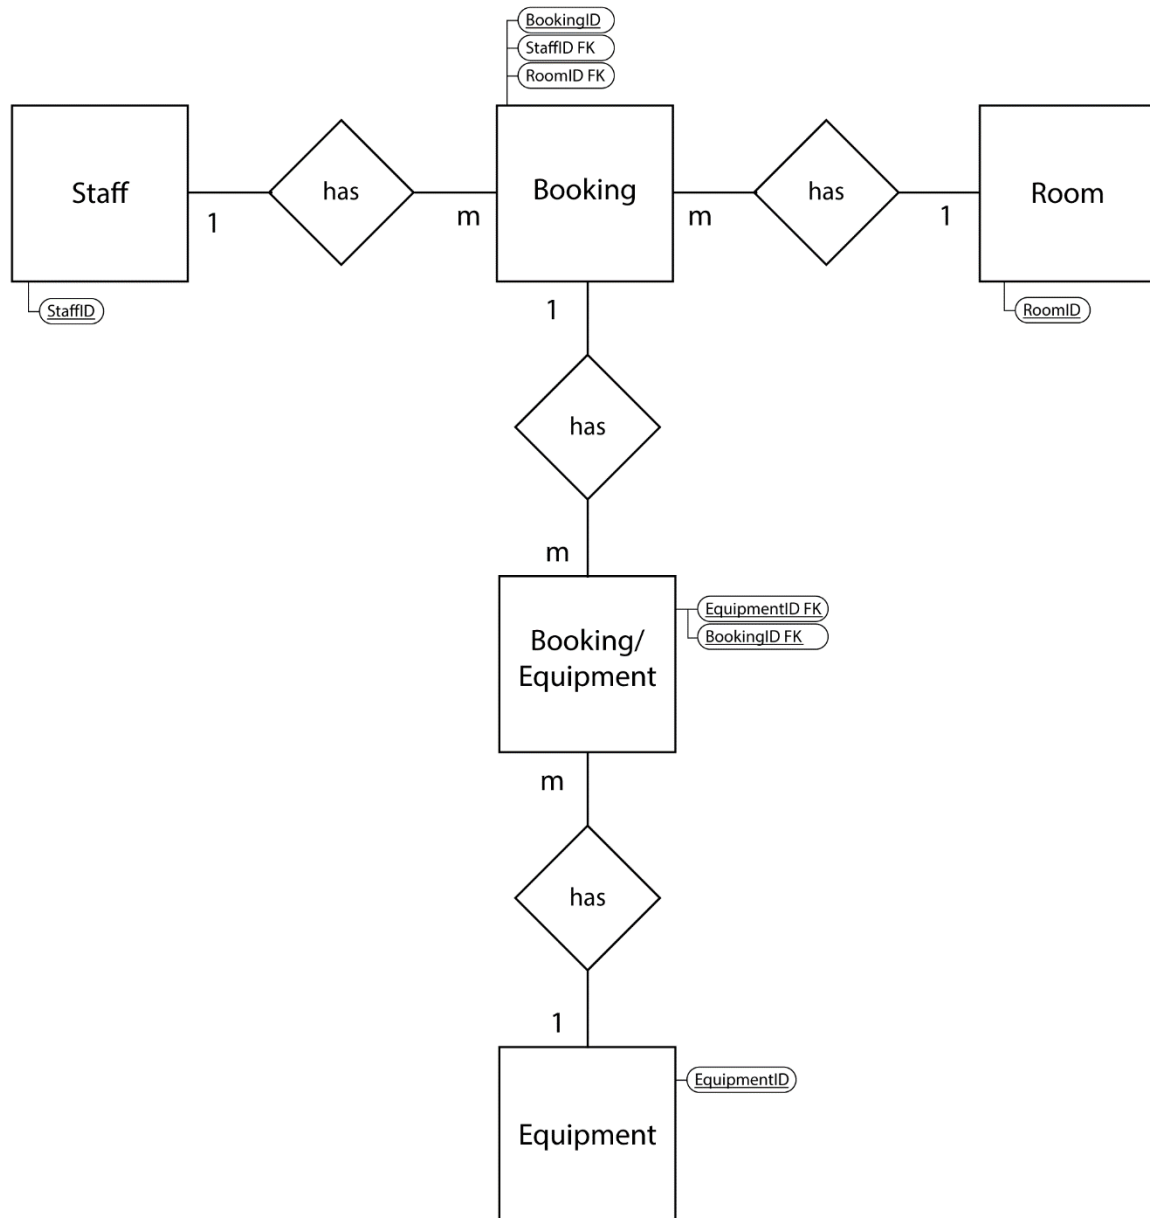 BookingID
StaffID FK
RoomID FK
Staff
has
Booking
has
Room
1
m
m
1
StaffID
1
RoomID
has
m
Booking/
Equipment
EquipmentID FK
BookingID FK
m
has
1
EquipmentID
Equipment